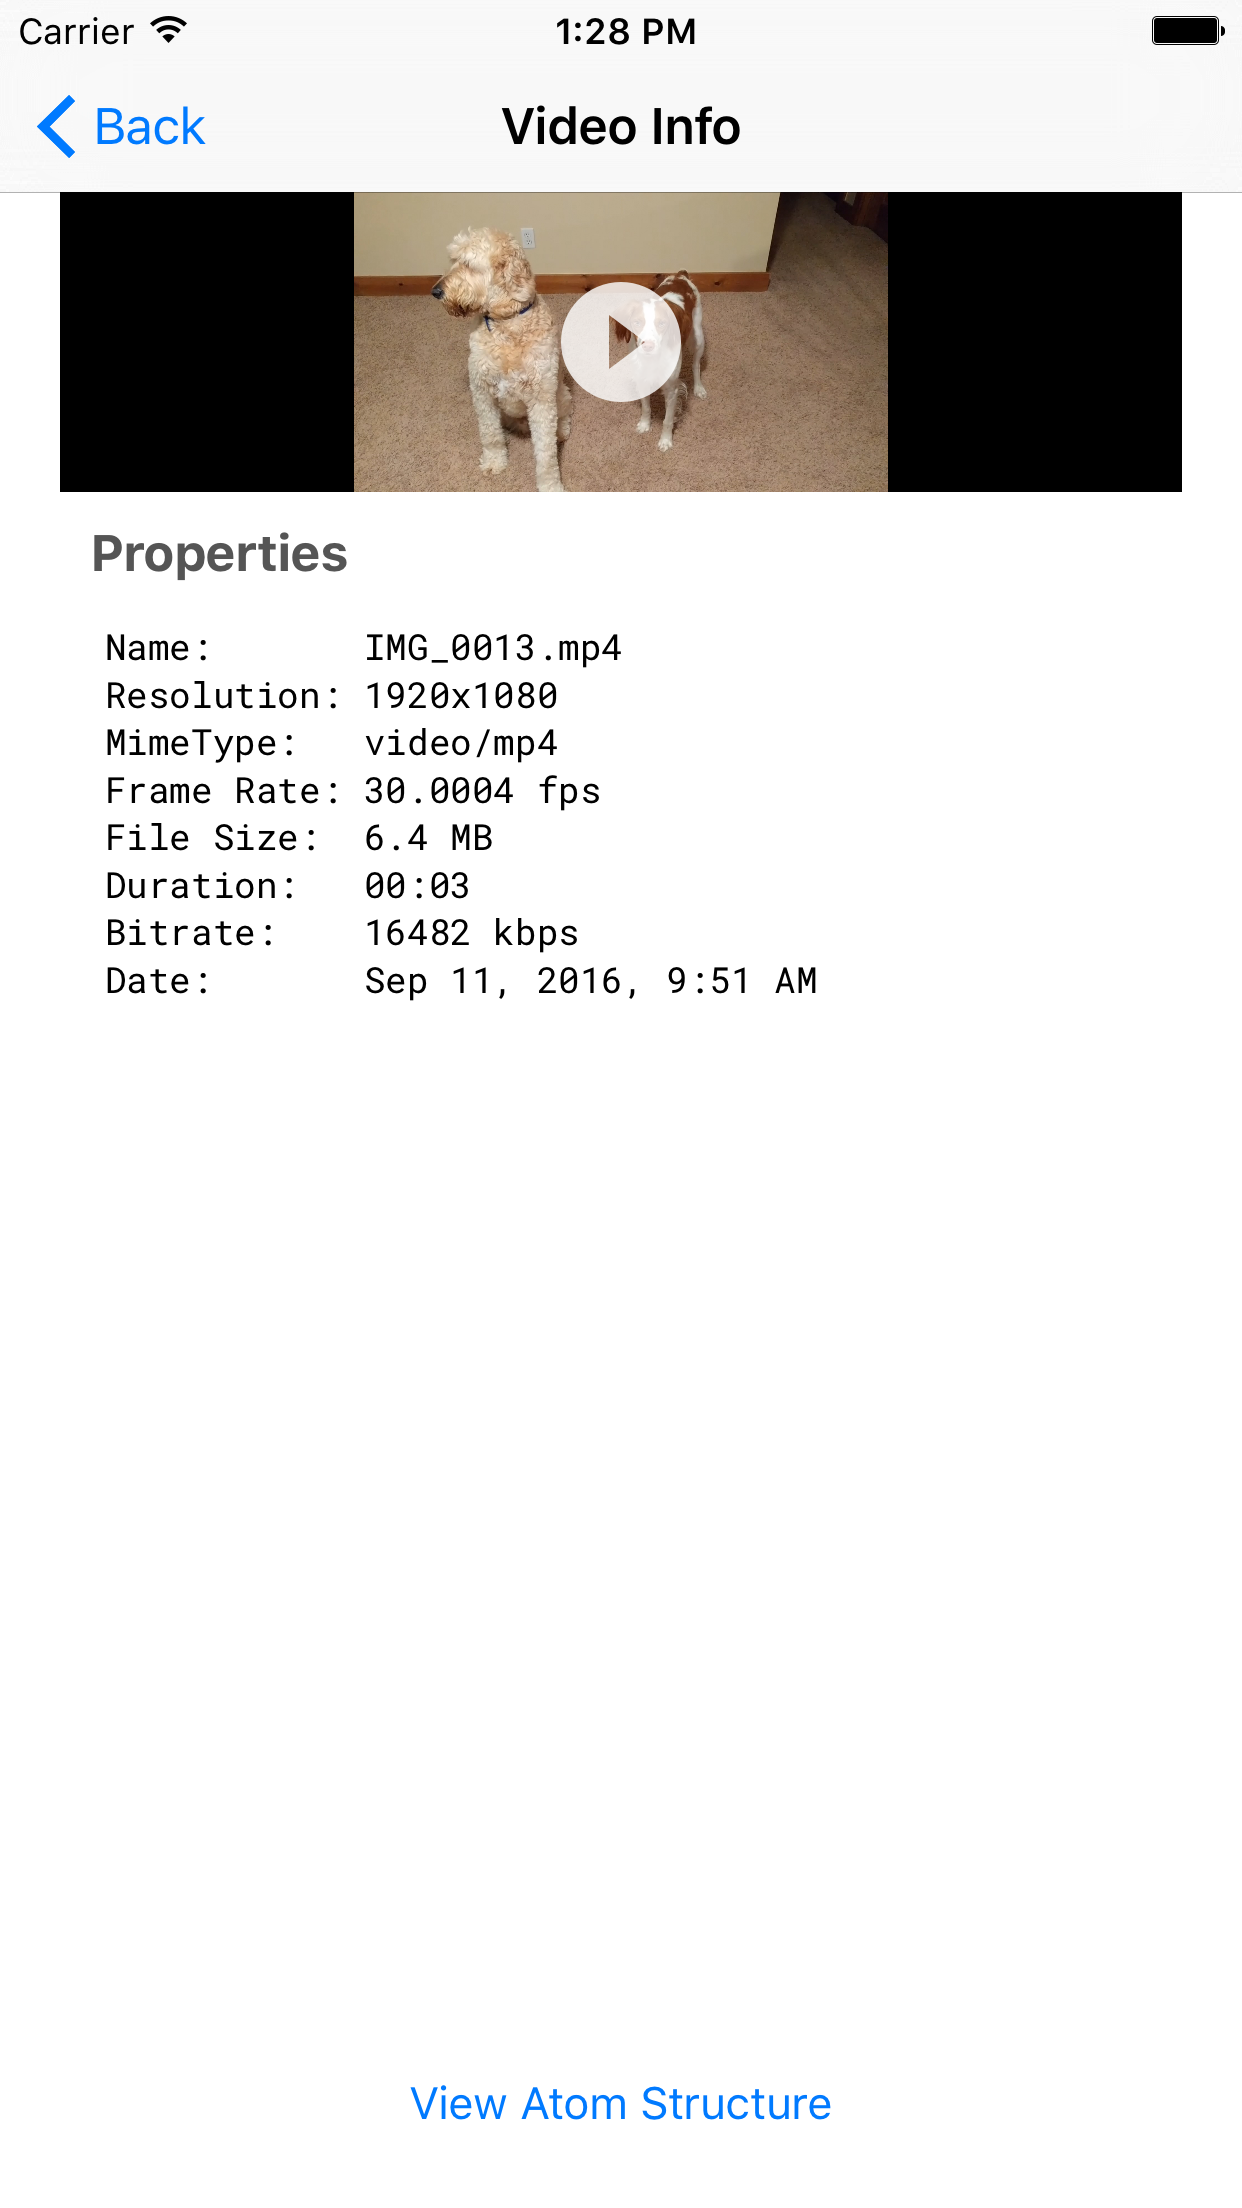 Carrier 1:28 PM
Back Video Info
Properties
Name: IMG_0013.mp4
Resolution: 1920x1080
MimeType: video/mp4
Frame Rate: 30.0004 fps
File Size: 6.4 MB
Duration: 00:03
Bitrate: 16482 kbps
Date: Sep 11, 2016, 9:51 AM
View Atom Structure